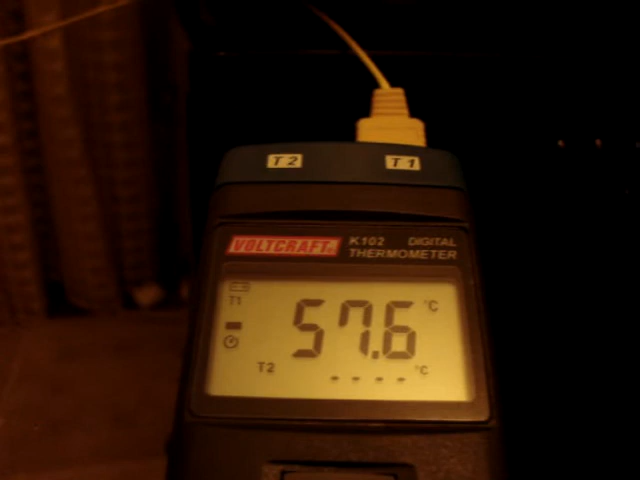 T2 T1
VOLTCRAFT® K102 DIGITAL
THERMOMETER
T1 57.6 °C
T2 - - - - °C